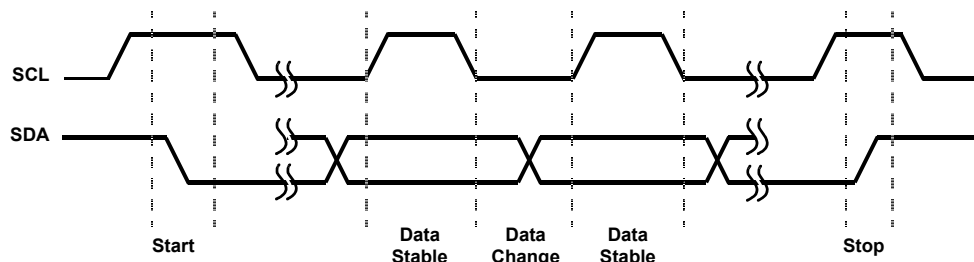 SCL
SDA
Start
Data Stable
Data Change
Data Stable
Stop